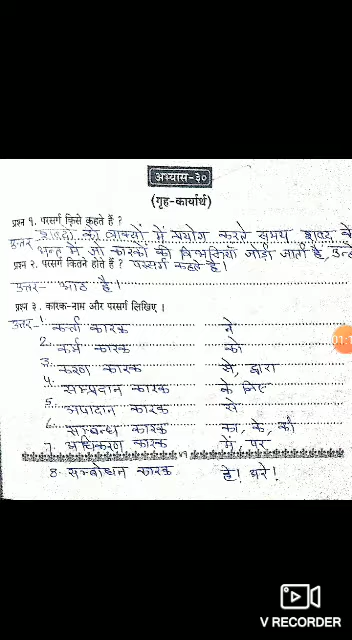 अभ्यास-३०
(गृह-कार्यार्थ)
प्रश्न १. परसर्ग किसे कहते हैं ?
उत्तर- शब्दों को वाक्यों में प्रयोग करते समय शब्द के
अन्त में जो कारकों की विभक्तियाँ जोड़ी जाती है, उन्हे
प्रश्न २. परसर्ग कितने होते हैं ? परसर्ग कहते है।
उत्तर- आठ है।
प्रश्न ३. कारक-नाम और परसर्ग लिखिए।
उत्तर- 1. कर्त्ता कारक ने
2. कर्म कारक को
3. करण कारक से, द्वारा
4. सम्प्रदान कारक के लिए
5. अपादान कारक से
6. सम्बन्ध कारक का, के, की
7. अधिकरण कारक में, पर
8. सम्बोधन कारक हे! अरे!
V RECORDER